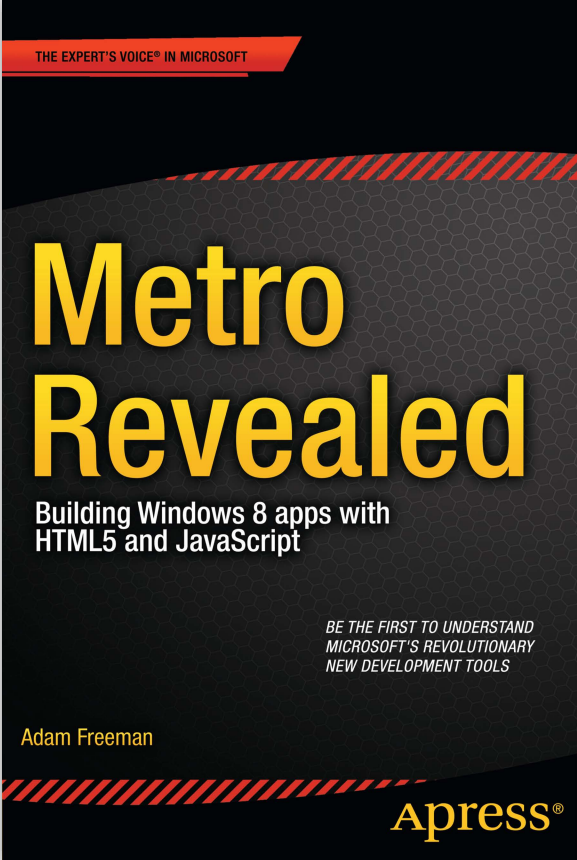 THE EXPERT'S VOICE® IN MICROSOFT
Metro
Revealed
Building Windows 8 apps with
HTML5 and JavaScript
BE THE FIRST TO UNDERSTAND
MICROSOFT'S REVOLUTIONARY
NEW DEVELOPMENT TOOLS
Adam Freeman
Apress®